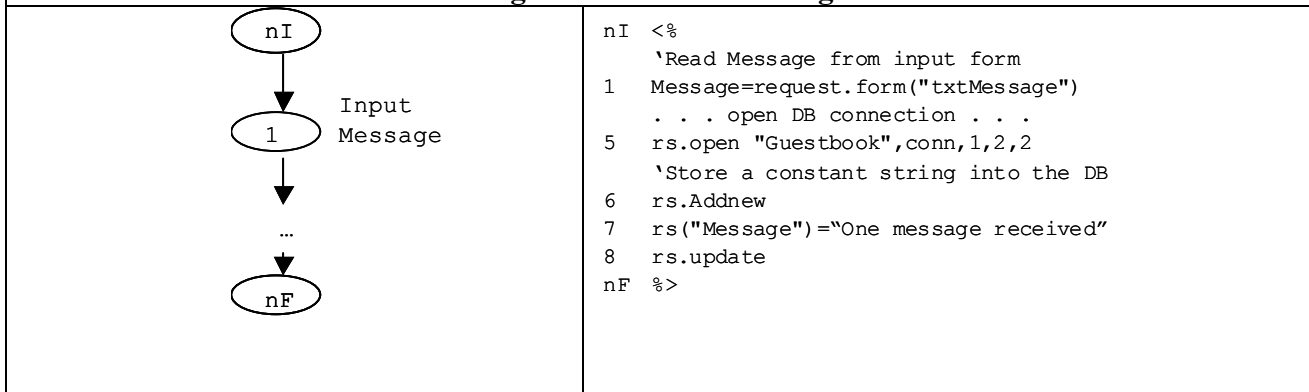 nI
1
Input
Message
…
nF
nI <%
‘Read Message from input form
1 Message=request.form("txtMessage")
. . . open DB connection . . .
5 rs.open "Guestbook",conn,1,2,2
‘Store a constant string into the DB
6 rs.Addnew
7 rs("Message")=“One message received”
8 rs.update
nF %>